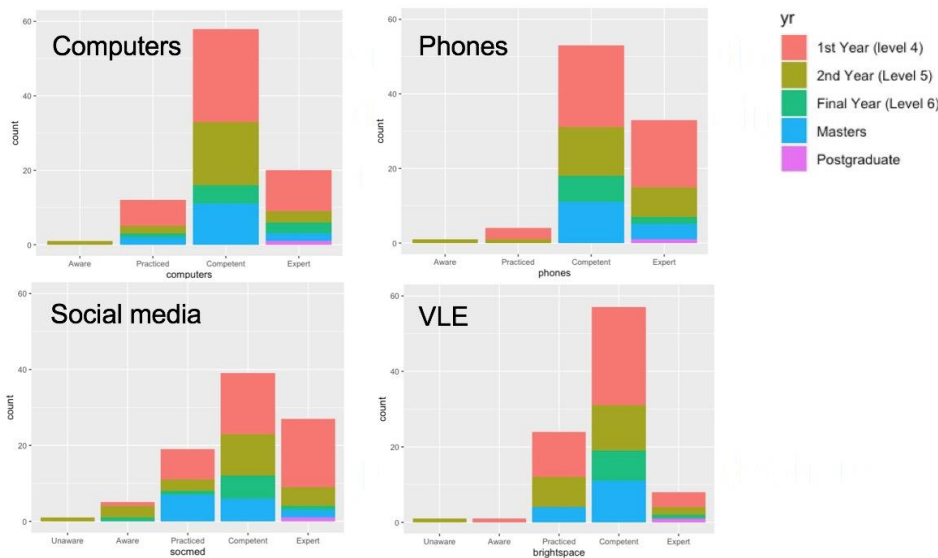 Computers
60
40
20
0
count
Aware Practiced Competent Expert
computers
Phones
60
40
20
0
count
Aware Practiced Competent Expert
phones
yr
1st Year (level 4)
2nd Year (Level 5)
Final Year (Level 6)
Masters
Postgraduate
Social media
60
40
20
0
count
Unaware Aware Practiced Competent Expert
socmed
VLE
60
40
20
0
count
Unaware Aware Practiced Competent Expert
brightspace